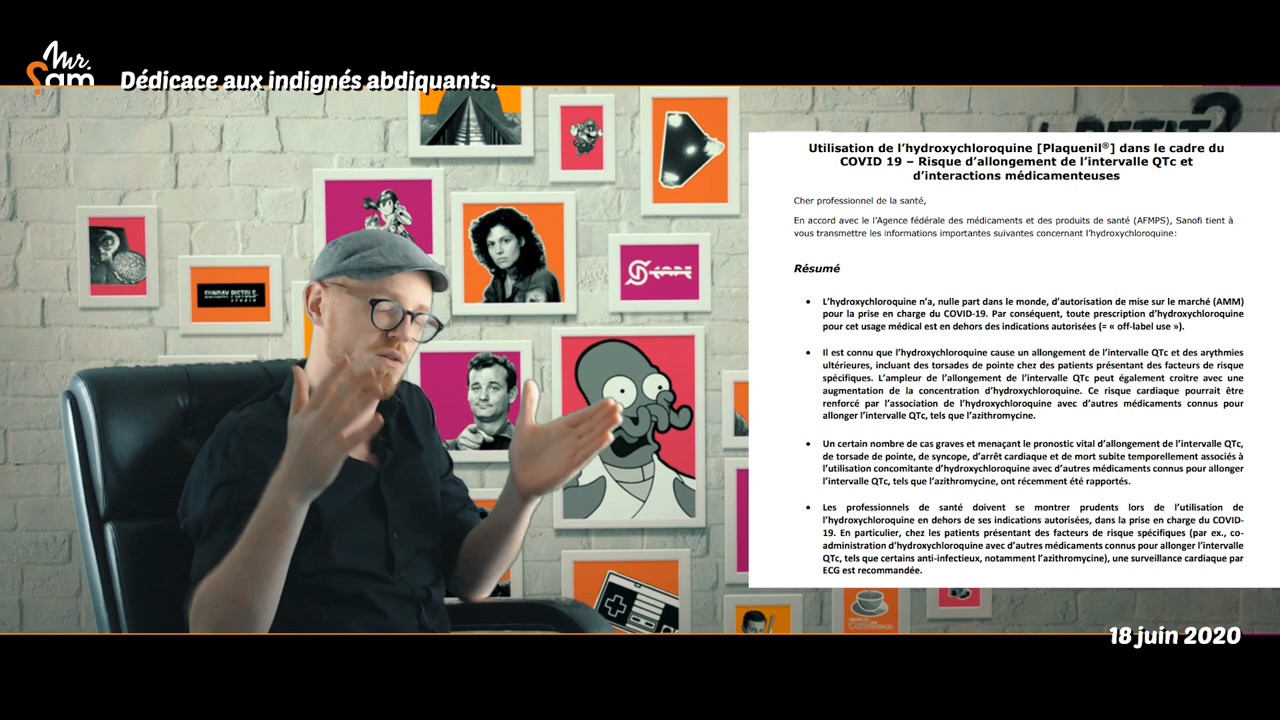 Mr. Sam
Dédicace aux indignés abdiquants.
PETIT
Utilisation de l’hydroxychloroquine [Plaquenil®] dans le cadre du
COVID 19 – Risque d’allongement de l’intervalle QTc et
d’interactions médicamenteuses
Cher professionnel de la santé,
En accord avec le l’Agence fédérale des médicaments et des produits de santé (AFMPS), Sanofi tient à
vous transmettre les informations importantes suivantes concernant l’hydroxychloroquine:
Résumé
• L’hydroxychloroquine n’a, nulle part dans le monde, d’autorisation de mise sur le marché (AMM)
pour la prise en charge du COVID-19. Par conséquent, toute prescription d’hydroxychloroquine
pour cet usage médical est en dehors des indications autorisées (= « off-label use »).
• Il est connu que l’hydroxychloroquine cause un allongement de l’intervalle QTc et des arythmies
ultérieures, incluant des torsades de pointe chez des patients présentant des facteurs de risque
spécifiques. L’ampleur de l’allongement de l’intervalle QTc peut également croitre avec une
augmentation de la concentration d’hydroxychloroquine. Ce risque cardiaque pourrait être
renforcé par l’association de l’hydroxychloroquine avec d’autres médicaments connus pour
allonger l’intervalle QTc, tels que l’azithromycine.
• Un certain nombre de cas graves et menaçant le pronostic vital d’allongement de l’intervalle QTc,
de torsade de pointe, de syncope, d’arrêt cardiaque et de mort subite temporellement associés à
l’utilisation concomitante d’hydroxychloroquine avec d’autres médicaments connus pour allonger
l’intervalle QTc, tels que l’azithromycine, ont récemment été rapportés.
• Les professionnels de santé doivent se montrer prudents lors de l’utilisation de
l’hydroxychloroquine en dehors de ses indications autorisées, dans la prise en charge du COVID-
19. En particulier, chez les patients présentant des facteurs de risque spécifiques (par ex., co-
administration d’hydroxychloroquine avec d’autres médicaments connus pour allonger l’intervalle
QTc, tels que certains anti-infectieux, notamment l’azithromycine), une surveillance cardiaque par
ECG est recommandée.
SUNDAY PISTOLS
STUDIO
18 juin 2020